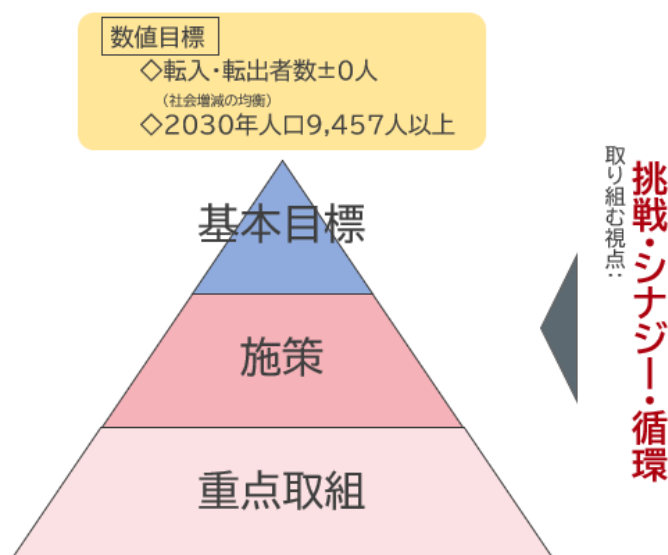 数値目標
◇転入・転出者数±0人
（社会増減の均衡）
◇2030年人口9,457人以上
基本目標
施策
重点取組
取り組む視点：
挑戦・シナジー・循環